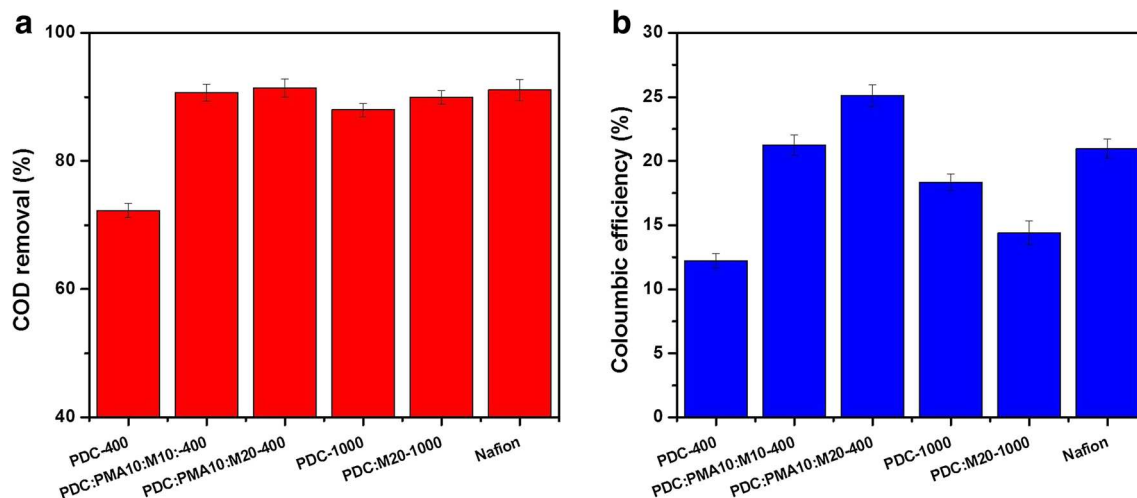 a
COD removal (%)
100
80
60
40
PDC-400
PDC:PMA10:M10:-400
PDC:PMA10:M20-400
PDC-1000
PDC:M20-1000
Nafion
b
Coloumbic efficiency (%)
30
25
20
15
10
5
0
PDC-400
PDC:PMA10:M10-400
PDC:PMA10:M20-400
PDC-1000
PDC:M20-1000
Nafion